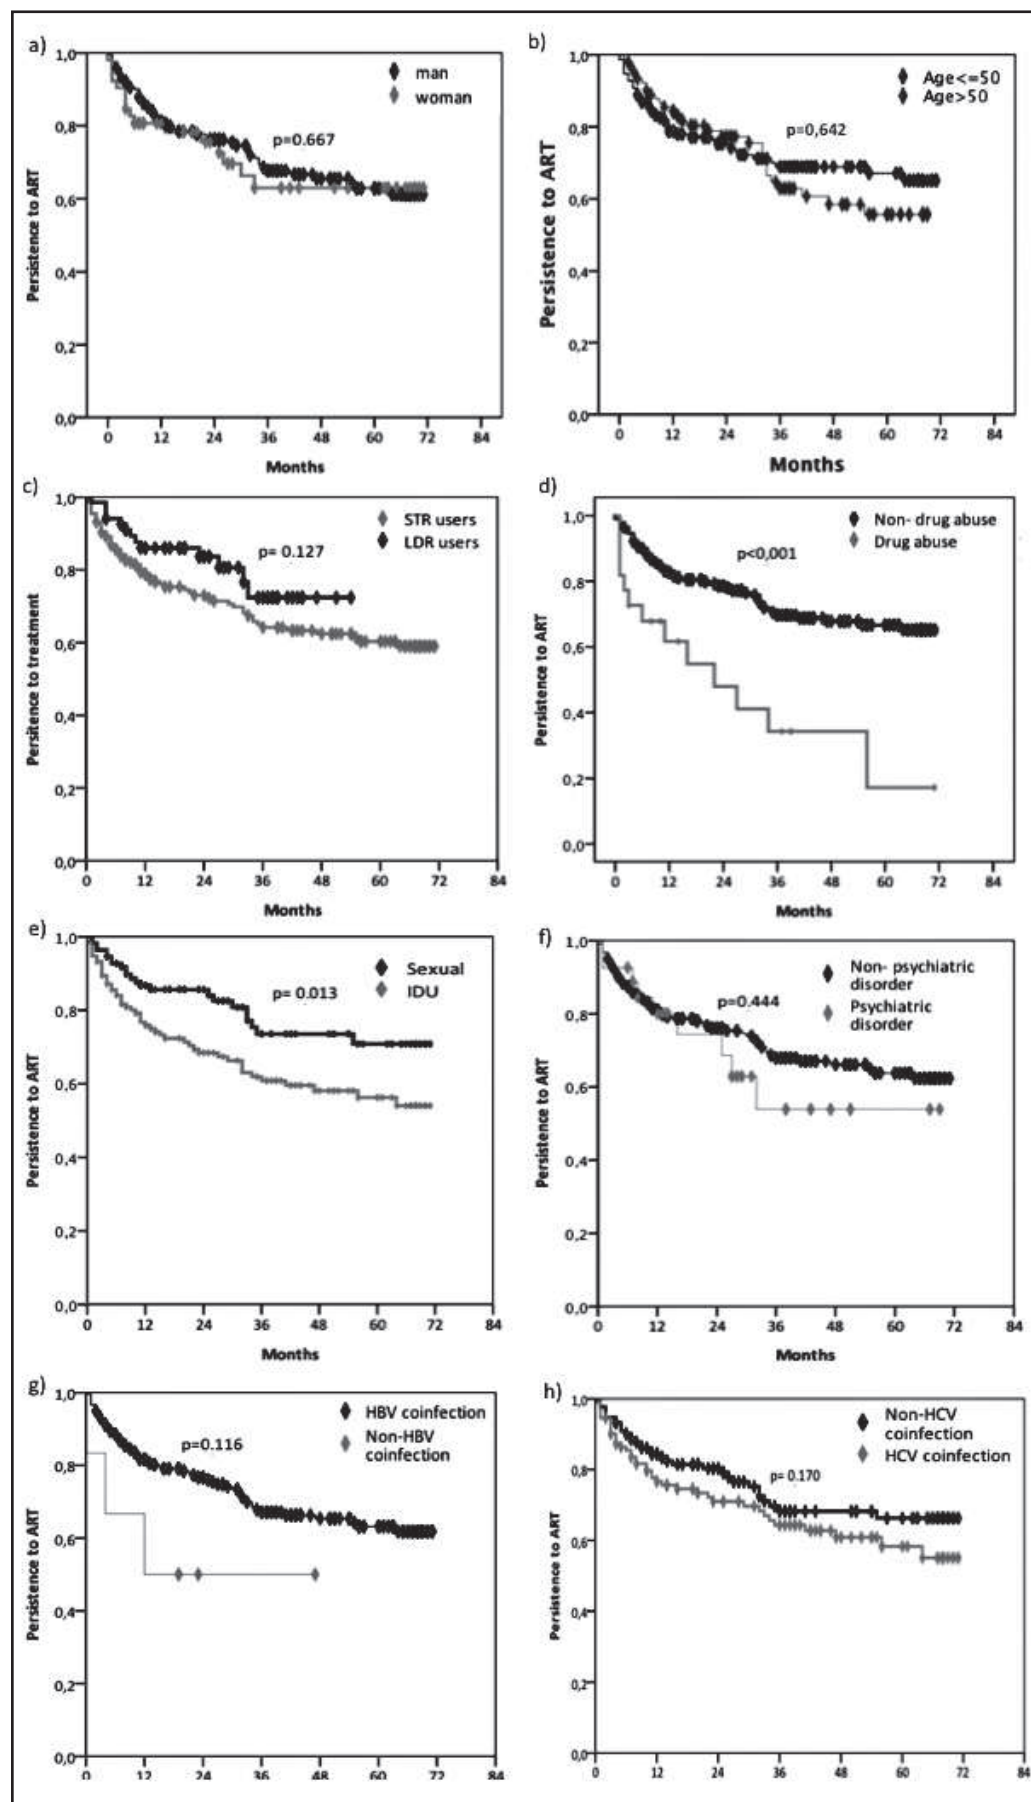 a)
1,0
0,8
0,6
0,4
0,2
0,0
Persistence to ART
man
woman
p=0.667
0 12 24 36 48 60 72 84
Months
b)
1,0
0,8
0,6
0,4
0,2
0,0
Persistence to ART
Age<=50
Age>50
p=0,642
0 12 24 36 48 60 72 84
Months
c)
1,0
0,8
0,6
0,4
0,2
0,0
Persitence to treatment
STR users
LDR users
p= 0.127
0 12 24 36 48 60 72 84
Months
d)
1,0
0,8
0,6
0,4
0,2
0,0
Persistence to ART
Non- drug abuse
Drug abuse
p<0,001
0 12 24 36 48 60 72 84
Months
e)
1,0
0,8
0,6
0,4
0,2
0,0
Persistence to ART
Sexual
IDU
p= 0.013
0 12 24 36 48 60 72 84
Months
f)
1,0
0,8
0,6
0,4
0,2
0,0
Persistence to ART
Non- psychiatric
disorder
Psychiatric
disorder
p=0.444
0 12 24 36 48 60 72 84
Months
g)
1,0
0,8
0,6
0,4
0,2
0,0
Persistence to ART
HBV coinfection
Non-HBV
coinfection
p=0.116
0 12 24 36 48 60 72 84
h)
1,0
0,8
0,6
0,4
0,2
0,0
Persistence to ART
Non-HCV
coinfection
HCV coinfection
p= 0.170
0 12 24 36 48 60 72 84